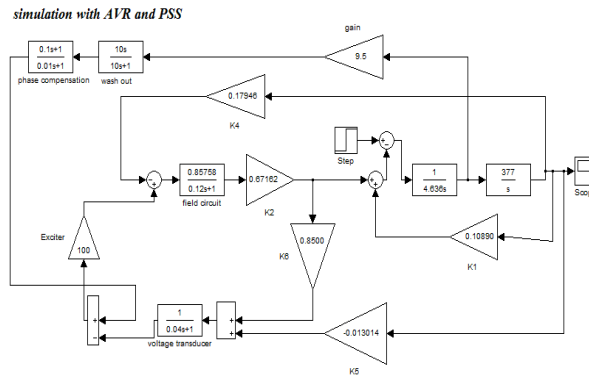 simulation with AVR and PSS
gain
0.1s+1
0.01s+1
phase compensation
10s
10s+1
wash out
9.5
0.17946
K4
Step
0.85758
0.12s+1
field circuit
0.67162
K2
1
4.636s
377
s
Scop
Exciter
100
0.8500
K6
0.10890
K1
1
0.04s+1
voltage transducer
-0.013014
K5